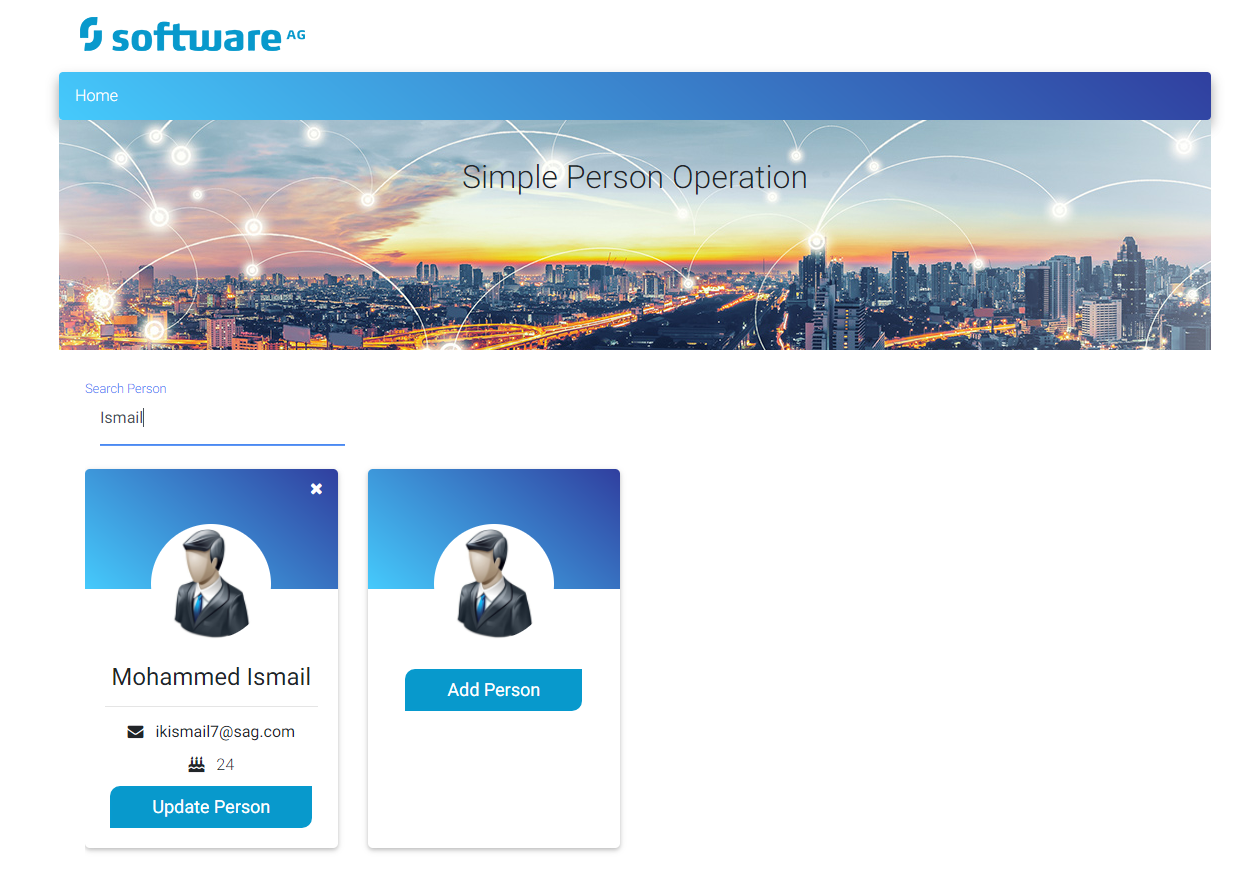 software AG
Home
Simple Person Operation
Search Person
Ismail
Mohammed Ismail
ikismail7@sag.com
24
Update Person
Add Person